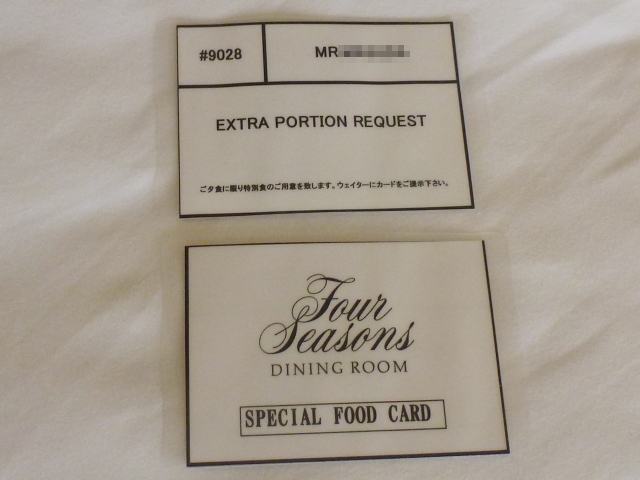 #9028
MR
EXTRA PORTION REQUEST
ご夕食に限り特別食のご用意を致します。ウェイターにカードをご提示下さい。
Four
Seasons
DINING ROOM
SPECIAL FOOD CARD